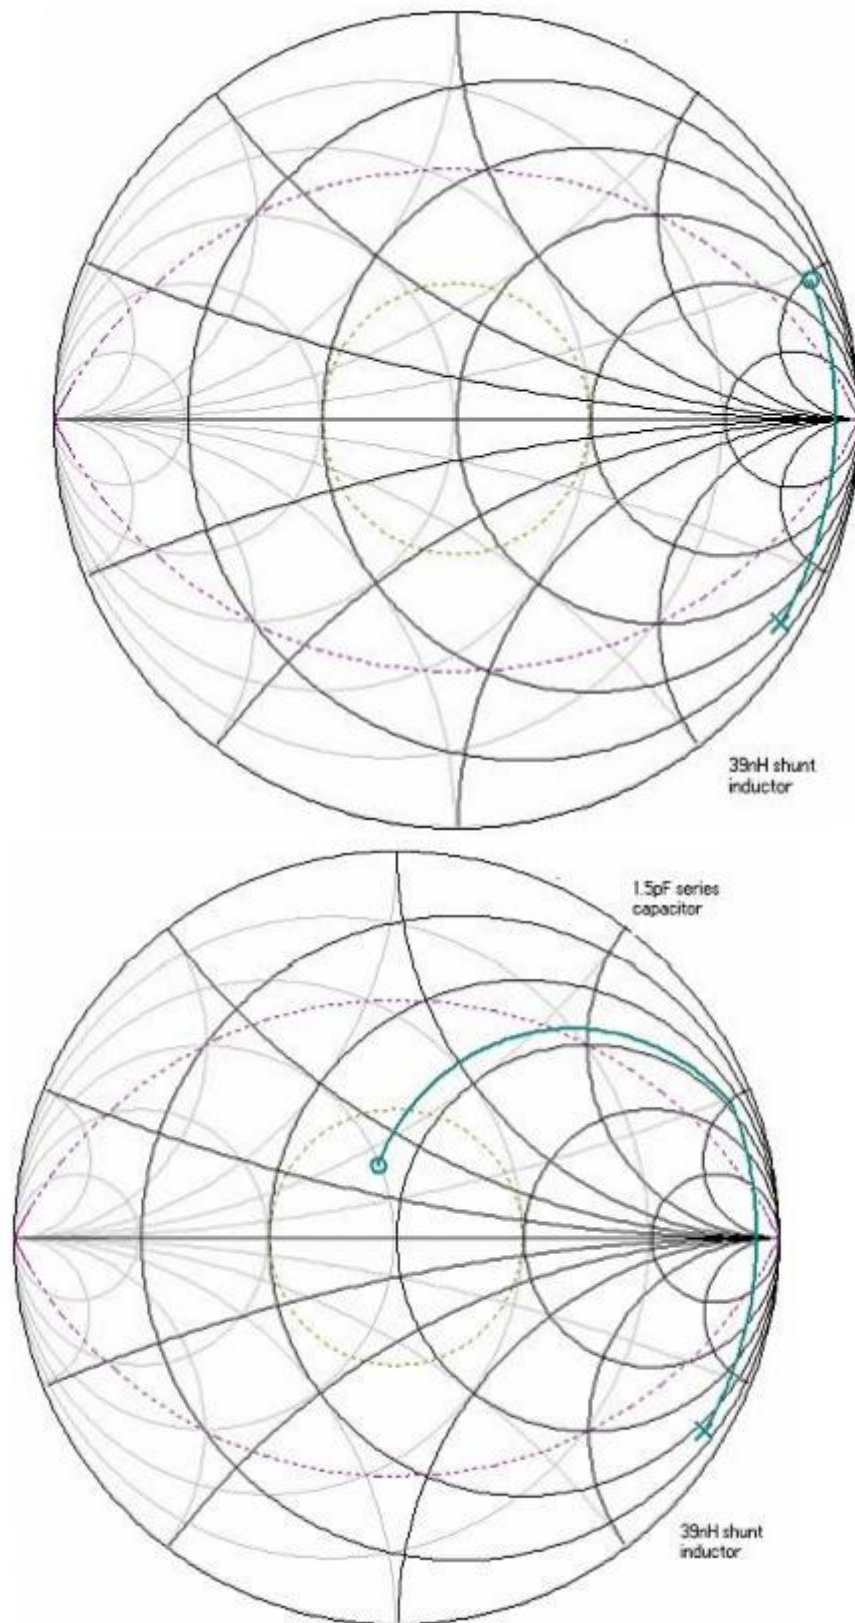 39nH shunt
inductor
1.5pF series
capacitor
39nH shunt
inductor